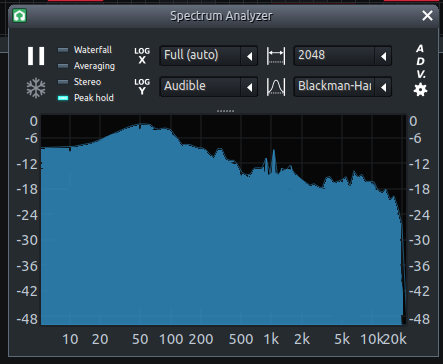 Spectrum Analyzer
Waterfall
Averaging
Stereo
Peak hold
LOG
X
Full (auto)
2048
LOG
Y
Audible
Blackman-Har
A
D
V.
0
-6
-12
-18
-24
-30
-36
-42
-48
0
-6
-12
-18
-24
-30
-36
-42
-48
10 20 50 100 200 500 1k 2k 5k 10k 20k